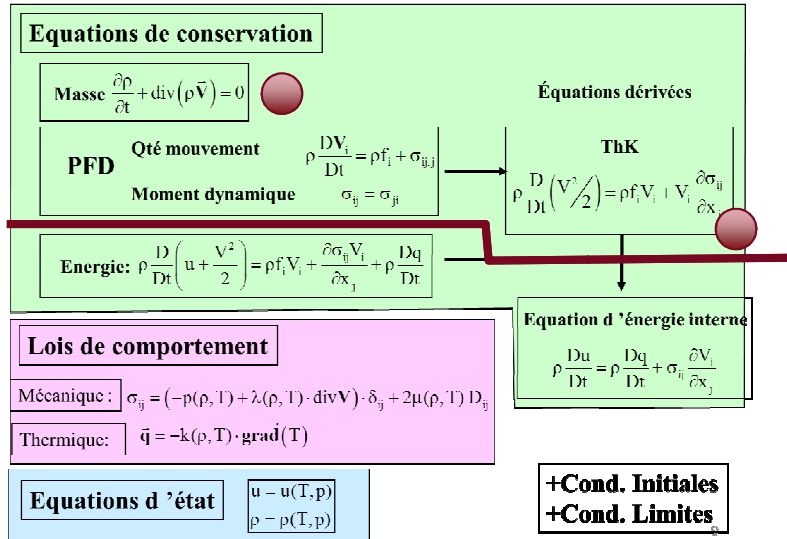 Equations de conservation
Masse ∂ρ/∂t + div(ρV⃗) = 0
Équations dérivées
PFD
Qté mouvement ρ DVᵢ/Dt = ρfᵢ + σᵢⱼ,ⱼ
Moment dynamique σᵢⱼ = σⱼᵢ
ThK
ρ D/Dt (V²/2) = ρfᵢVᵢ + Vᵢ ∂σᵢⱼ/∂xⱼ
Energie: ρ D/Dt (u + V²/2) = ρfᵢVᵢ + ∂σᵢⱼVᵢ/∂xⱼ + ρ Dq/Dt
Equation d ’énergie interne
ρ Du/Dt = ρ Dq/Dt + σᵢⱼ ∂Vᵢ/∂xⱼ
Lois de comportement
Mécanique : σᵢⱼ = (−p(ρ,T) + λ(ρ,T) · divV) · δᵢⱼ + 2μ(ρ,T) Dᵢⱼ
Thermique: q⃗ = −k(ρ,T) · grad(T)
Equations d ’état
u = u(T,p)
ρ = ρ(T,p)
+Cond. Initiales
+Cond. Limites